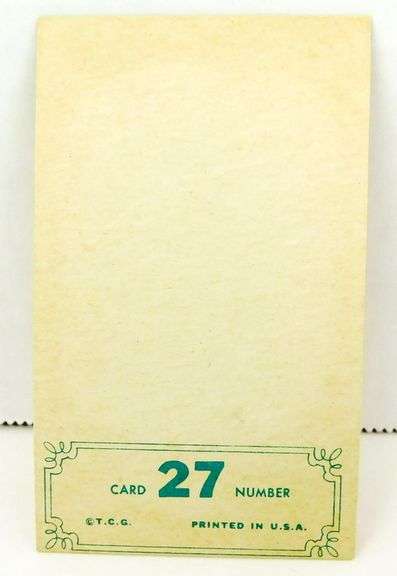 CARD 27 NUMBER
©T.C.G. PRINTED IN U.S.A.